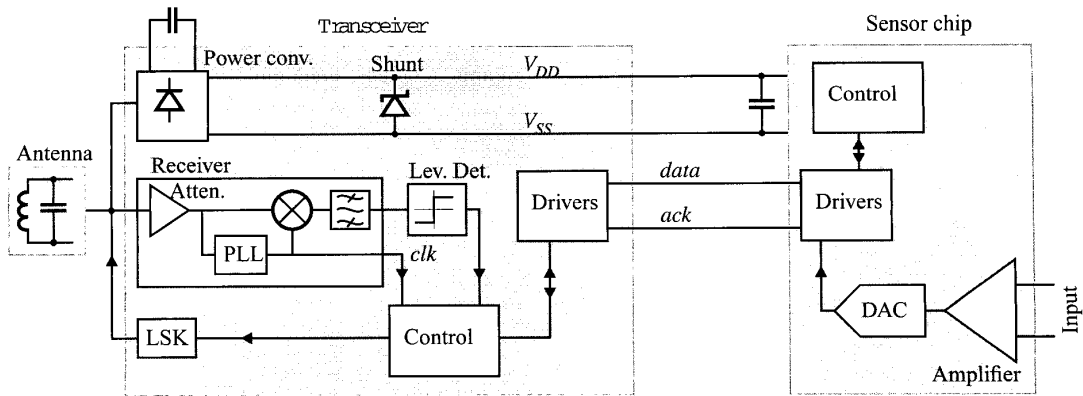 Transceiver
Sensor chip
Power conv.
Shunt
VDD
VSS
Control
Antenna
Receiver
Atten.
Lev. Det.
PLL
clk
Drivers
data
ack
Drivers
LSK
Control
DAC
Input
Amplifier